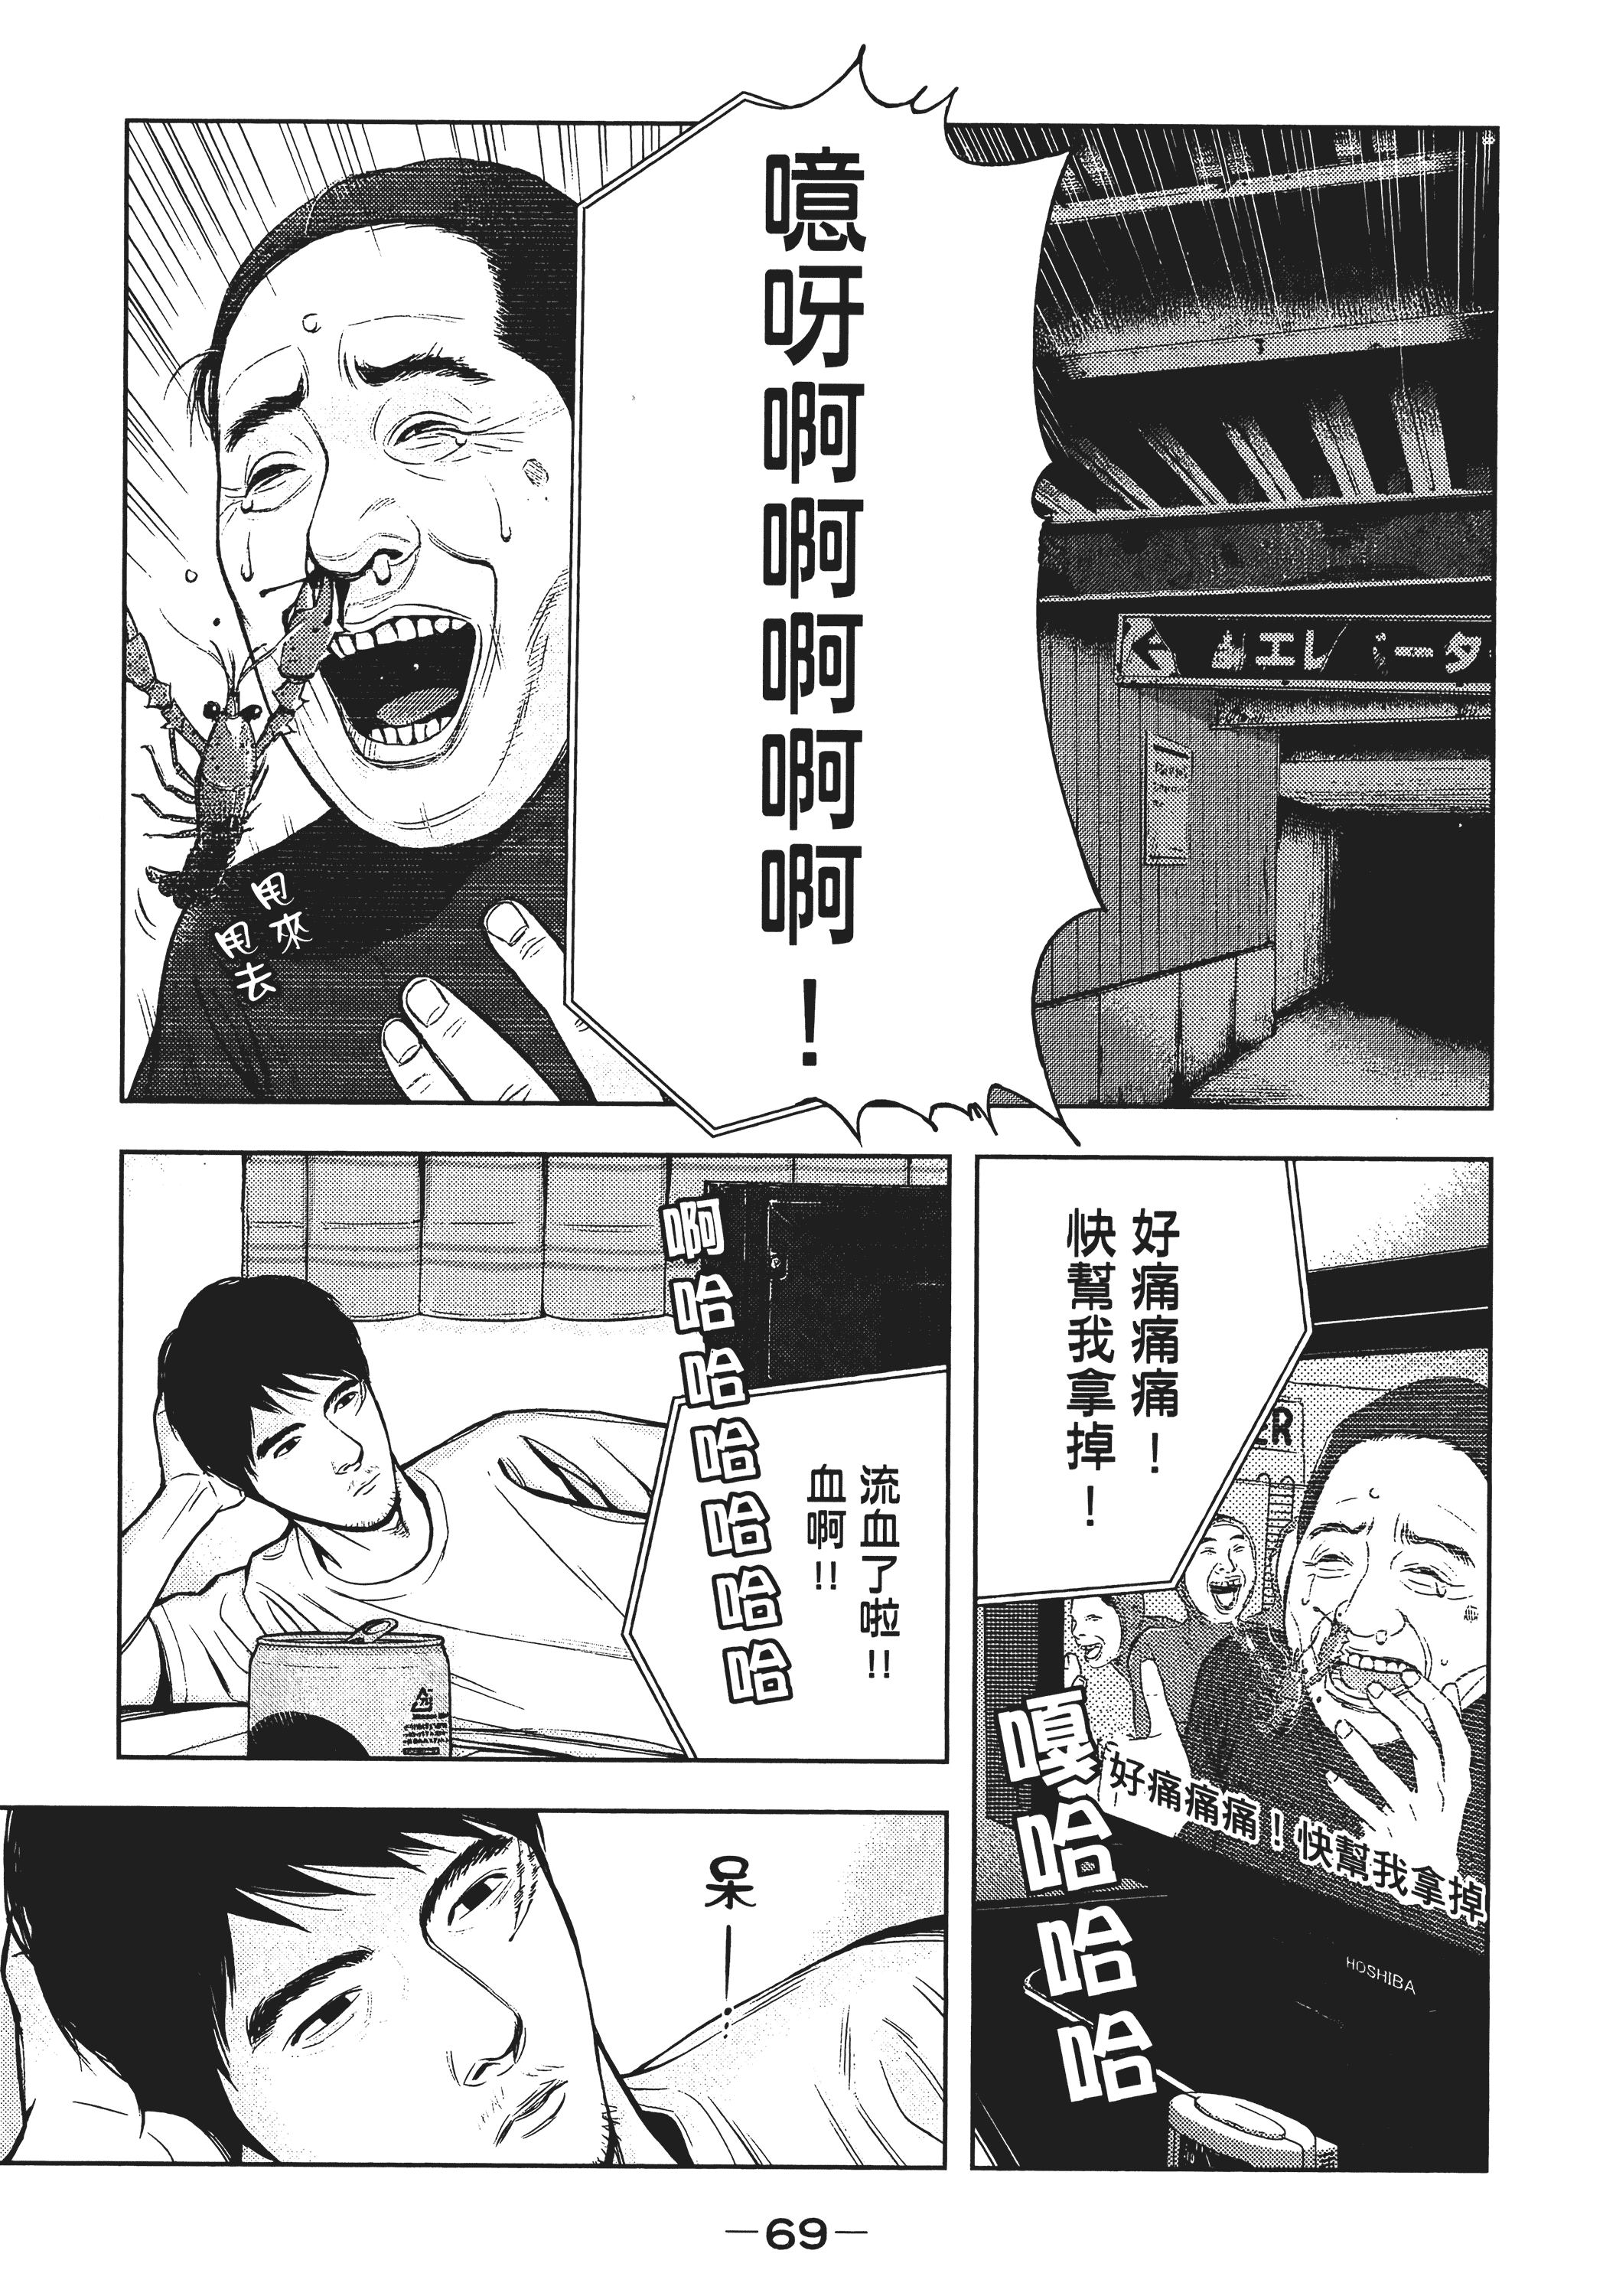 噫呀啊啊啊啊啊！
エレベータ
甩來
甩去
好痛痛痛！
快幫我拿掉！
ER
好痛痛痛！快幫我拿掉
嘎哈哈哈
HOSHIBA
啊哈哈哈哈哈哈
流血了啦!!
血啊!!
呆—…
—69—